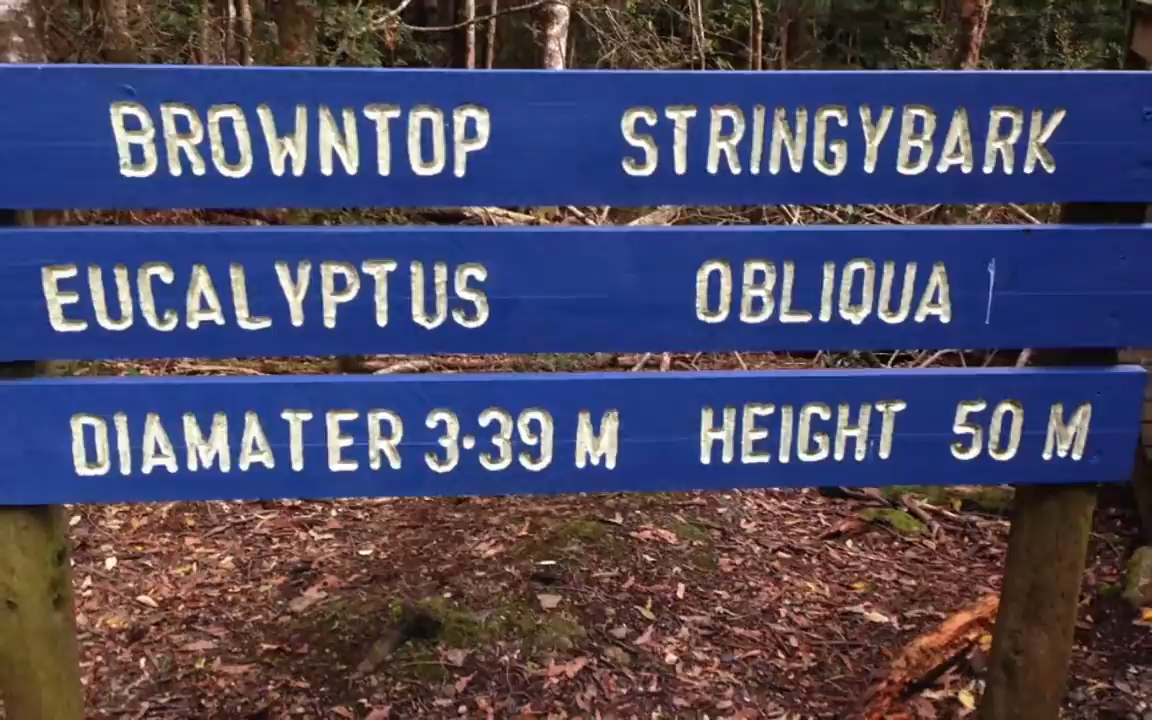 BROWNTOP STRINGYBARK
EUCALYPTUS OBLIQUA
DIAMATER 3·39 M HEIGHT 50 M